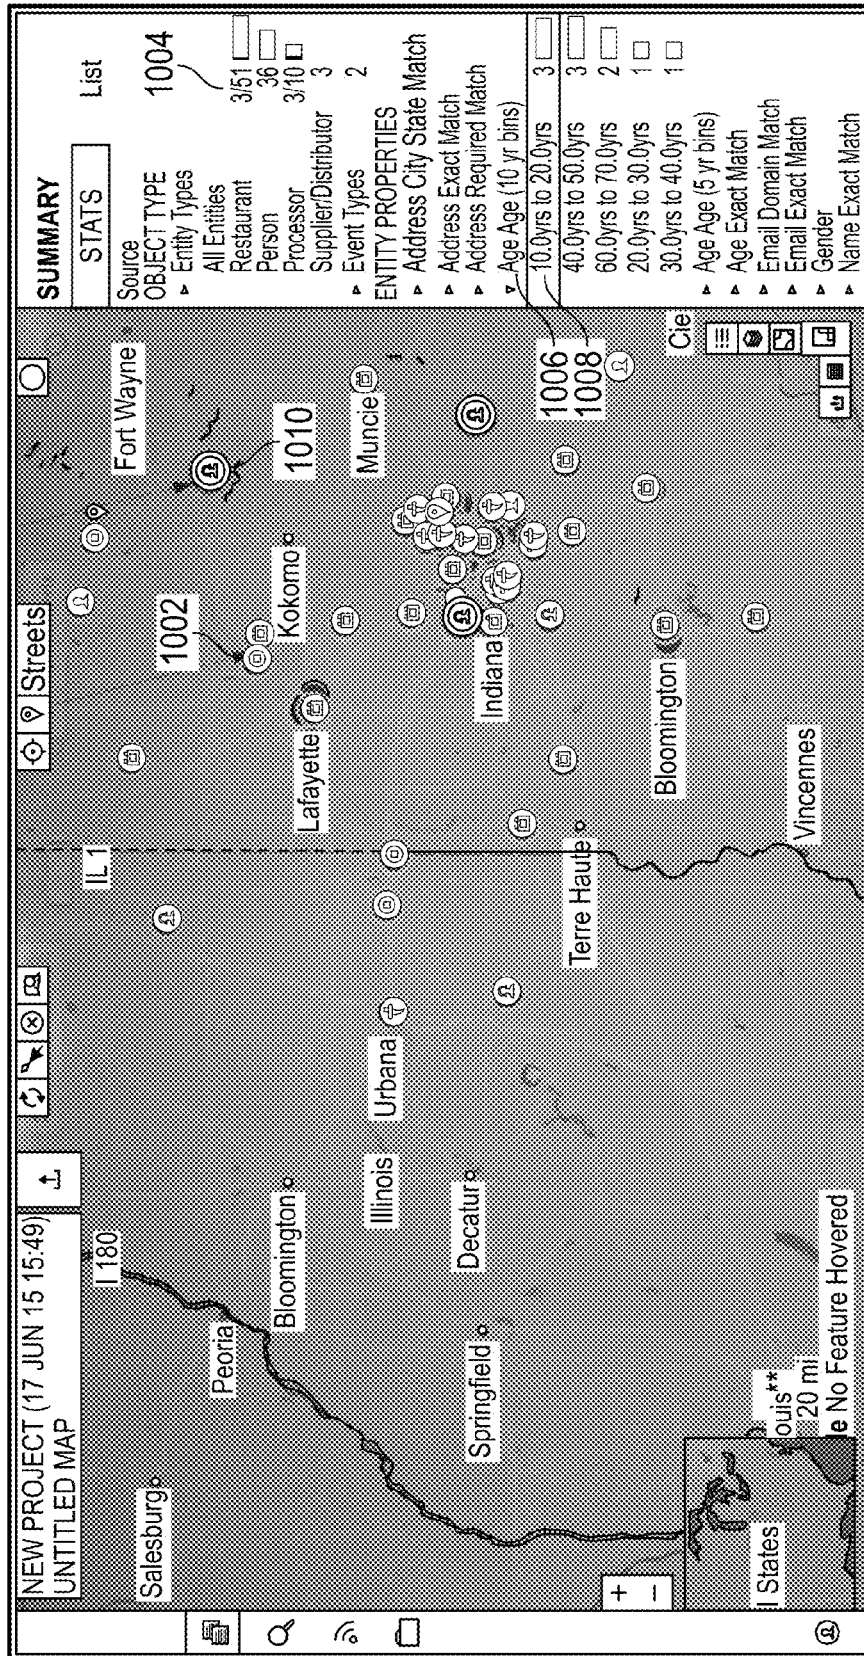 NEW PROJECT (17 JUN 15 15:49)
UNTITLED MAP
Streets
I 180
IL1
Salesburg
Peoria
Bloomington
Illinois
Urbana
Decatur
Springfield
Lafayette
Kokomo
Fort Wayne
Muncie
Indiana
Terre Haute
Bloomington
Vincennes
Cie
1002
1010
1006
1008
+
–
l States
ouis**
20 mi
e No Feature Hovered
SUMMARY
STATS
List
1004
Source
OBJECT TYPE
Entity Types
All Entities
3/51
Restaurant
36
Person
3/10
Processor
Supplier/Distributor 3
Event Types 2
ENTITY PROPERTIES
Address City State Match
Address Exact Match
Address Required Match
Age Age (10 yr bins)
10.0yrs to 20.0yrs 3
40.0yrs to 50.0yrs 3
60.0yrs to 70.0yrs 2
20.0yrs to 30.0yrs 1
30.0yrs to 40.0yrs 1
Age Age (5 yr bins)
Age Exact Match
Email Domain Match
Email Exact Match
Gender
Name Exact Match